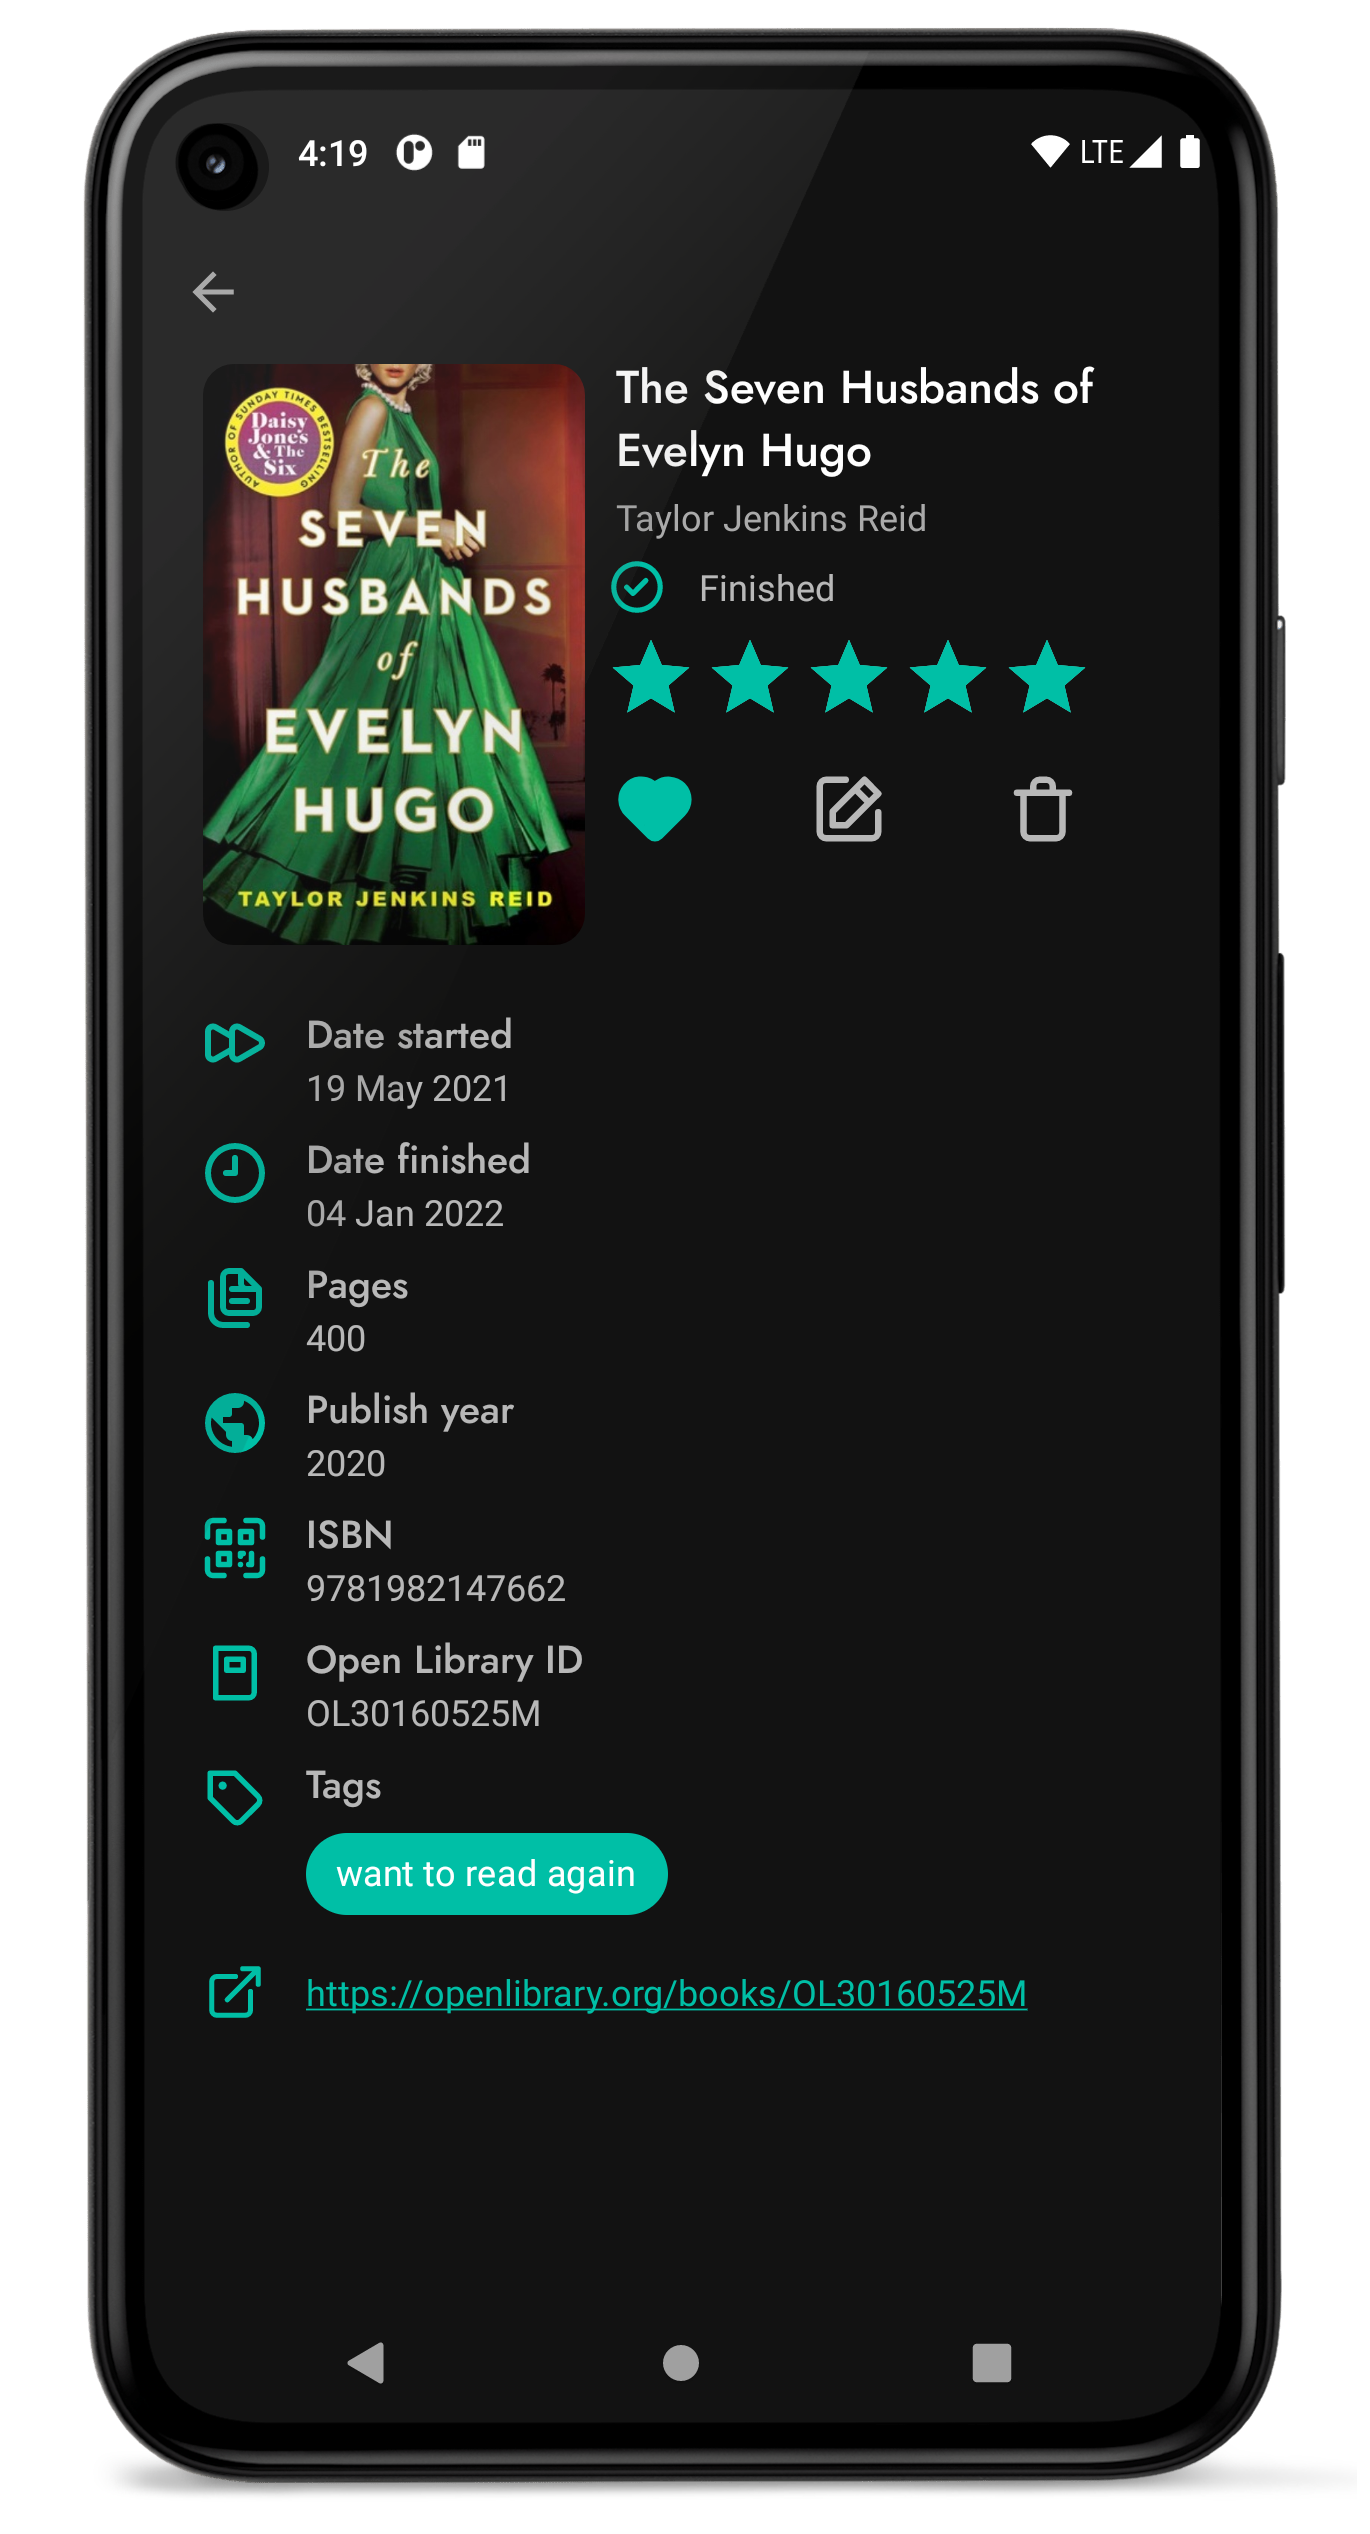 4:19
LTE
AUTHOR OF SUNDAY TIMES BESTSELLING
Daisy
Jones
& The
Six
The
SEVEN
HUSBANDS
of
EVELYN
HUGO
TAYLOR JENKINS REID
The Seven Husbands of
Evelyn Hugo
Taylor Jenkins Reid
Finished
Date started
19 May 2021
Date finished
04 Jan 2022
Pages
400
Publish year
2020
ISBN
9781982147662
Open Library ID
OL30160525M
Tags
want to read again
https://openlibrary.org/books/OL30160525M